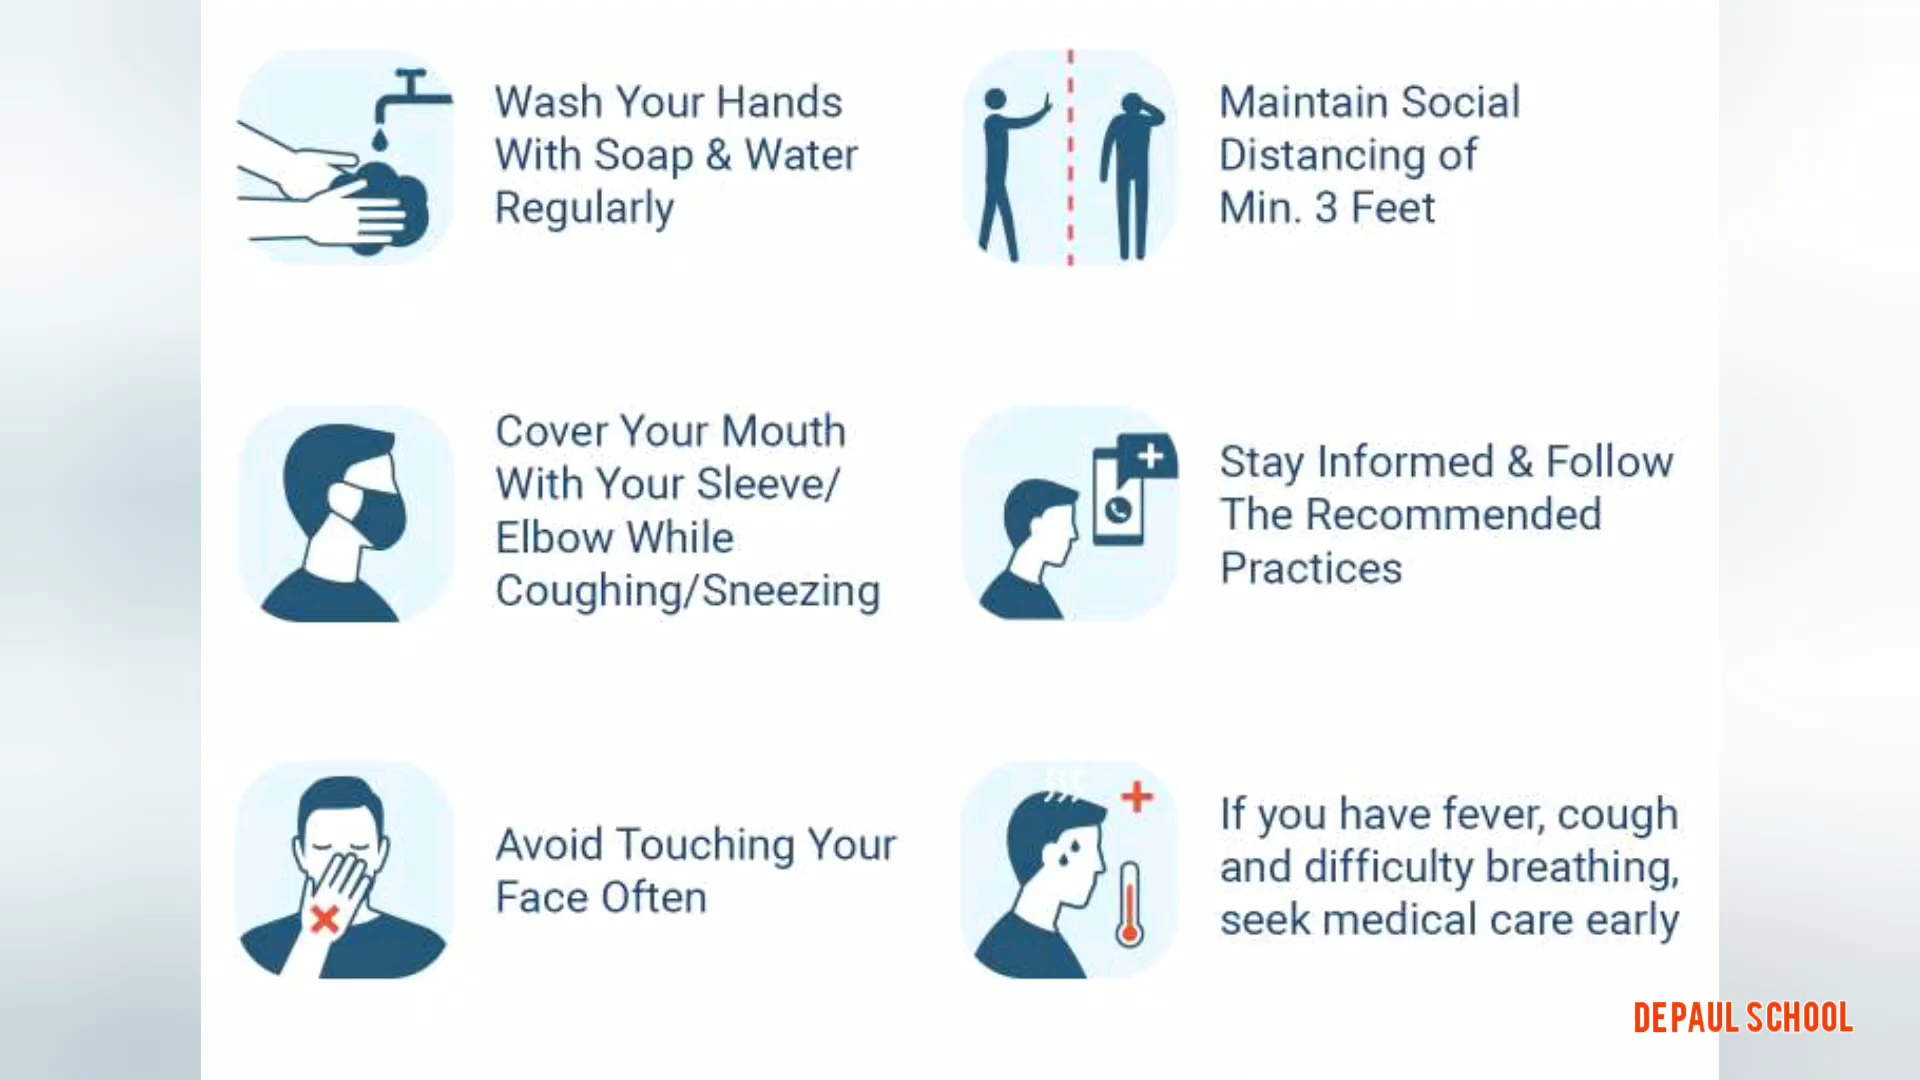 Wash Your Hands
With Soap & Water
Regularly
Maintain Social
Distancing of
Min. 3 Feet
Cover Your Mouth
With Your Sleeve/
Elbow While
Coughing/Sneezing
Stay Informed & Follow
The Recommended
Practices
Avoid Touching Your
Face Often
If you have fever, cough
and difficulty breathing,
seek medical care early
DEPAUL SCHOOL